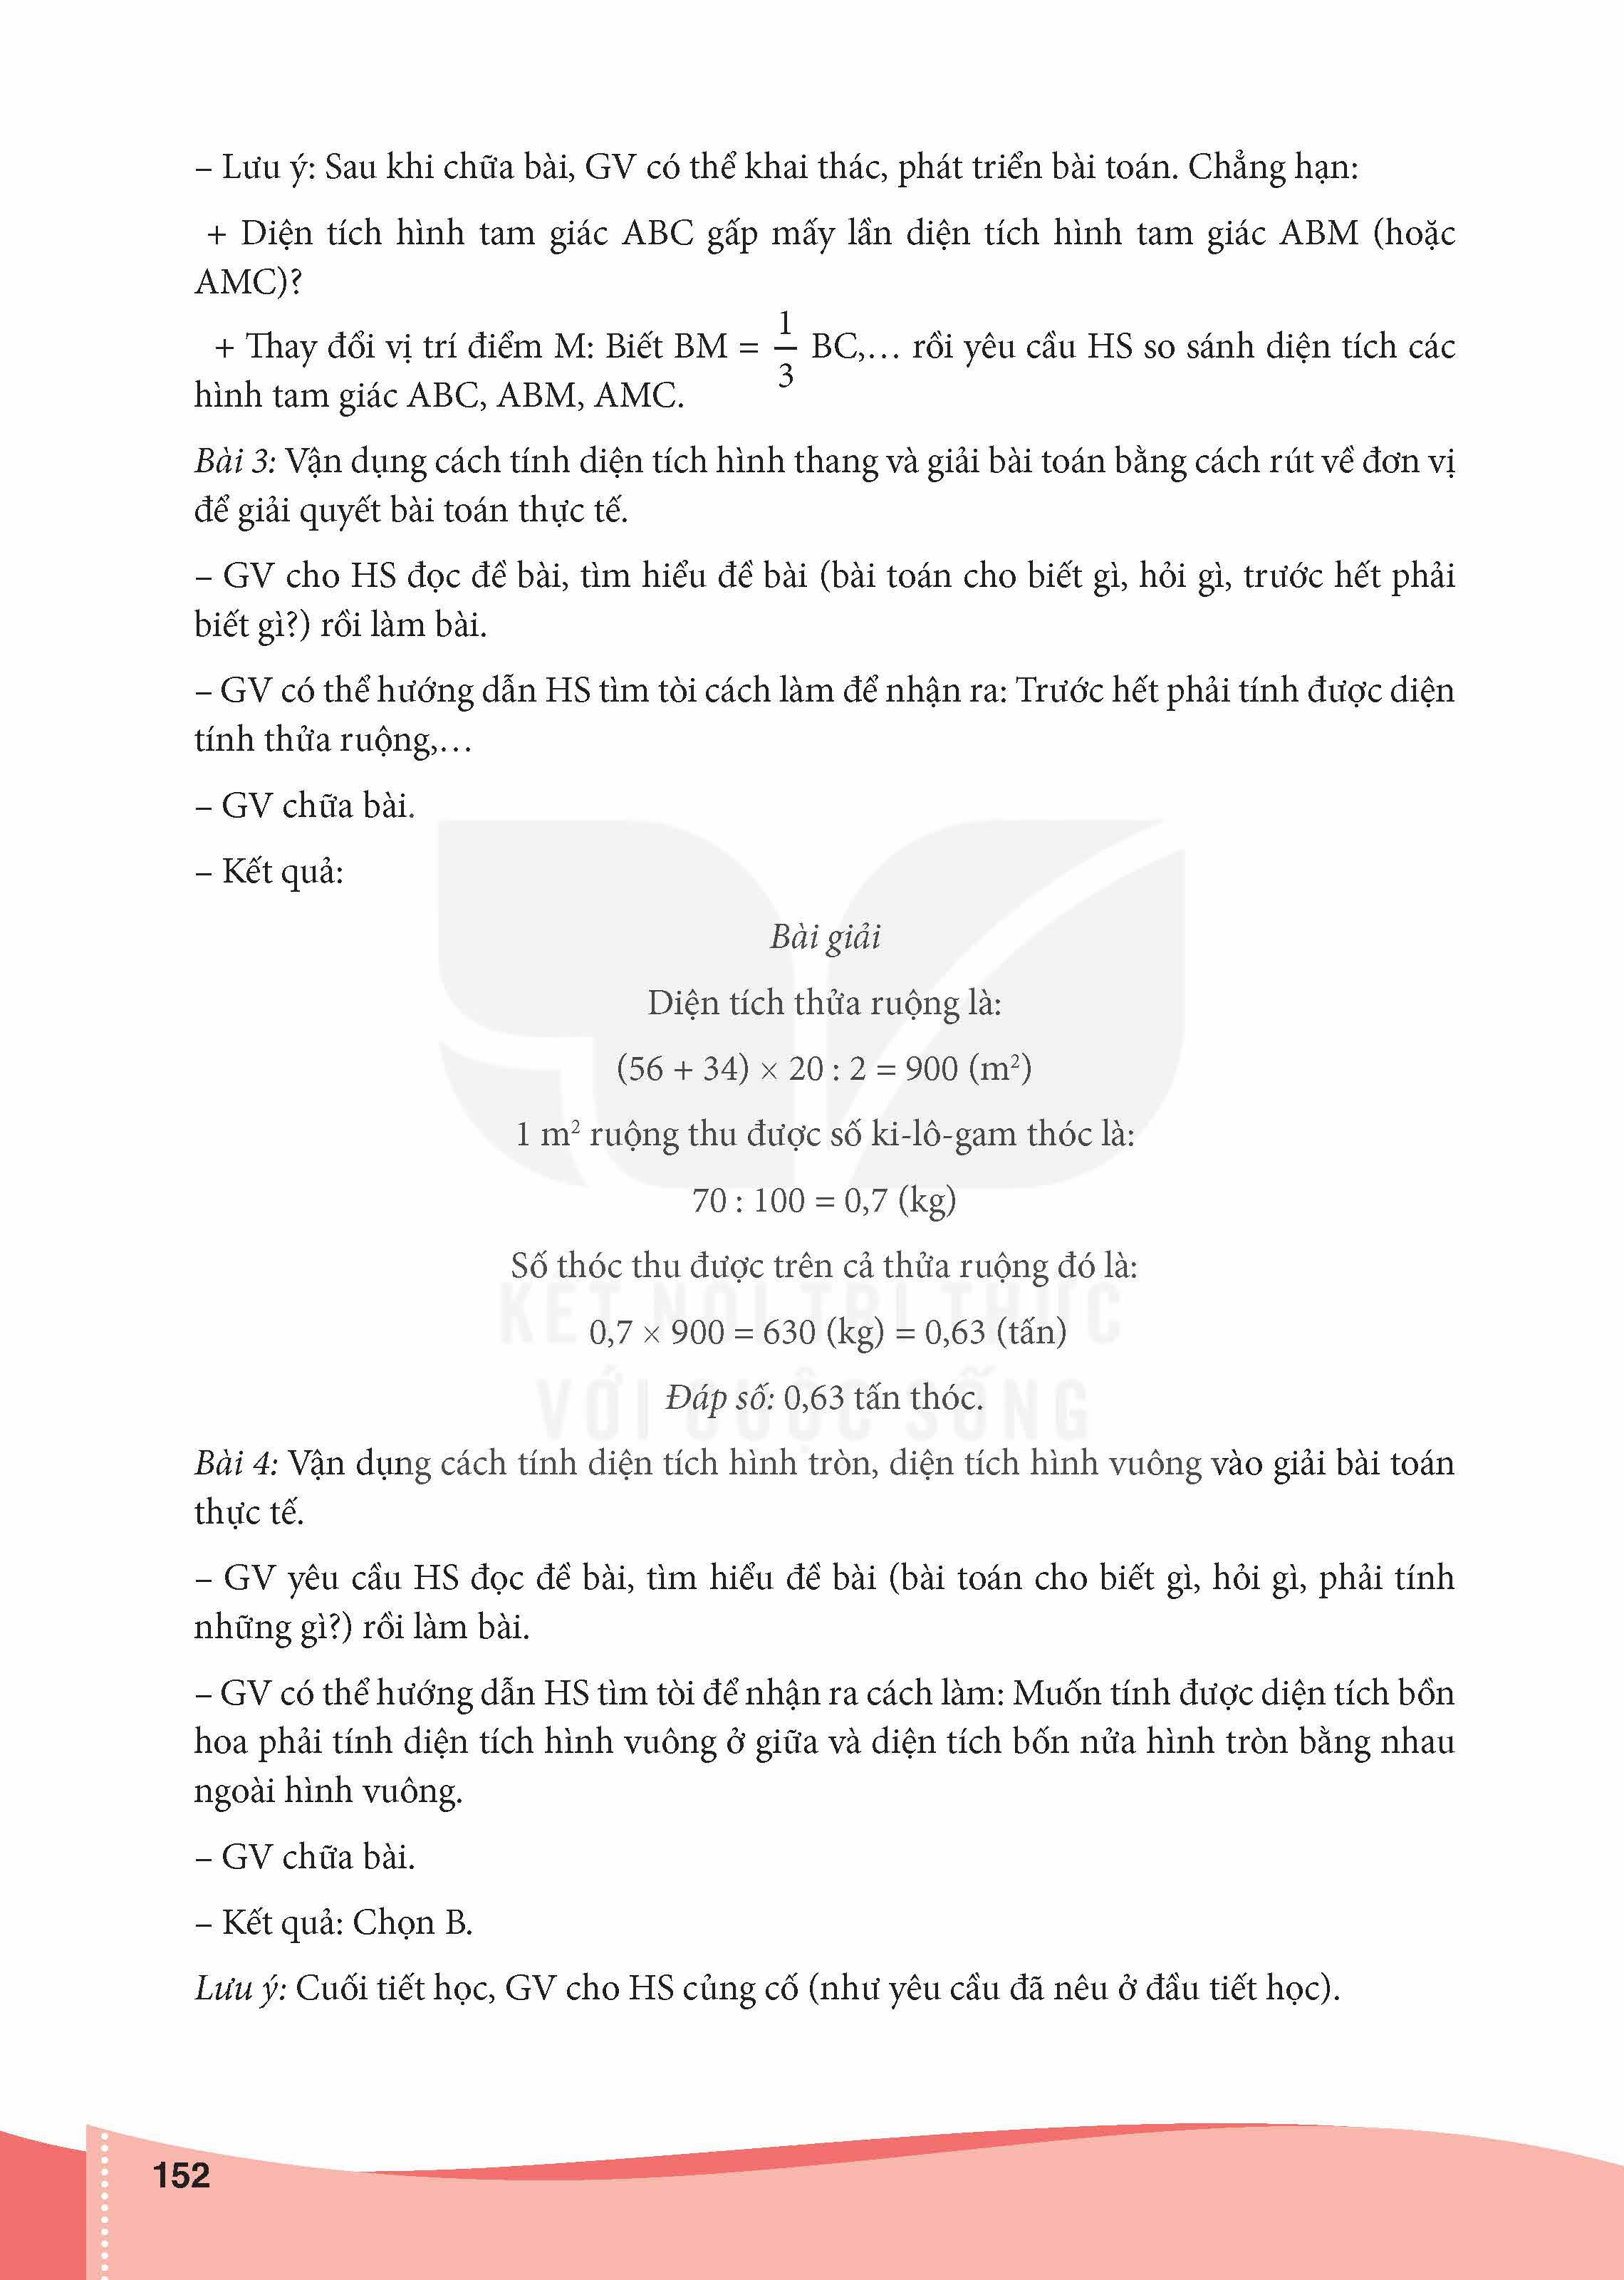 – Lưu ý: Sau khi chữa bài, GV có thể khai thác, phát triển bài toán. Chẳng hạn:
+ Diện tích hình tam giác ABC gấp mấy lần diện tích hình tam giác ABM (hoặc
AMC)?
+ Thay đổi vị trí điểm M: Biết BM = 1/3 BC,… rồi yêu cầu HS so sánh diện tích các
hình tam giác ABC, ABM, AMC.
Bài 3: Vận dụng cách tính diện tích hình thang và giải bài toán bằng cách rút về đơn vị
để giải quyết bài toán thực tế.
– GV cho HS đọc đề bài, tìm hiểu đề bài (bài toán cho biết gì, hỏi gì, trước hết phải
biết gì?) rồi làm bài.
– GV có thể hướng dẫn HS tìm tòi cách làm để nhận ra: Trước hết phải tính được diện
tính thửa ruộng,…
– GV chữa bài.
– Kết quả:
Bài giải
Diện tích thửa ruộng là:
(56 + 34) × 20 : 2 = 900 (m²)
1 m² ruộng thu được số ki-lô-gam thóc là:
70 : 100 = 0,7 (kg)
Số thóc thu được trên cả thửa ruộng đó là:
KẾT NỐI TRI THỨC
0,7 × 900 = 630 (kg) = 0,63 (tấn)
VỚI CUỘC SỐNG
Đáp số: 0,63 tấn thóc.
Bài 4: Vận dụng cách tính diện tích hình tròn, diện tích hình vuông vào giải bài toán
thực tế.
– GV yêu cầu HS đọc đề bài, tìm hiểu đề bài (bài toán cho biết gì, hỏi gì, phải tính
những gì?) rồi làm bài.
– GV có thể hướng dẫn HS tìm tòi để nhận ra cách làm: Muốn tính được diện tích bồn
hoa phải tính diện tích hình vuông ở giữa và diện tích bốn nửa hình tròn bằng nhau
ngoài hình vuông.
– GV chữa bài.
– Kết quả: Chọn B.
Lưu ý: Cuối tiết học, GV cho HS củng cố (như yêu cầu đã nêu ở đầu tiết học).
152